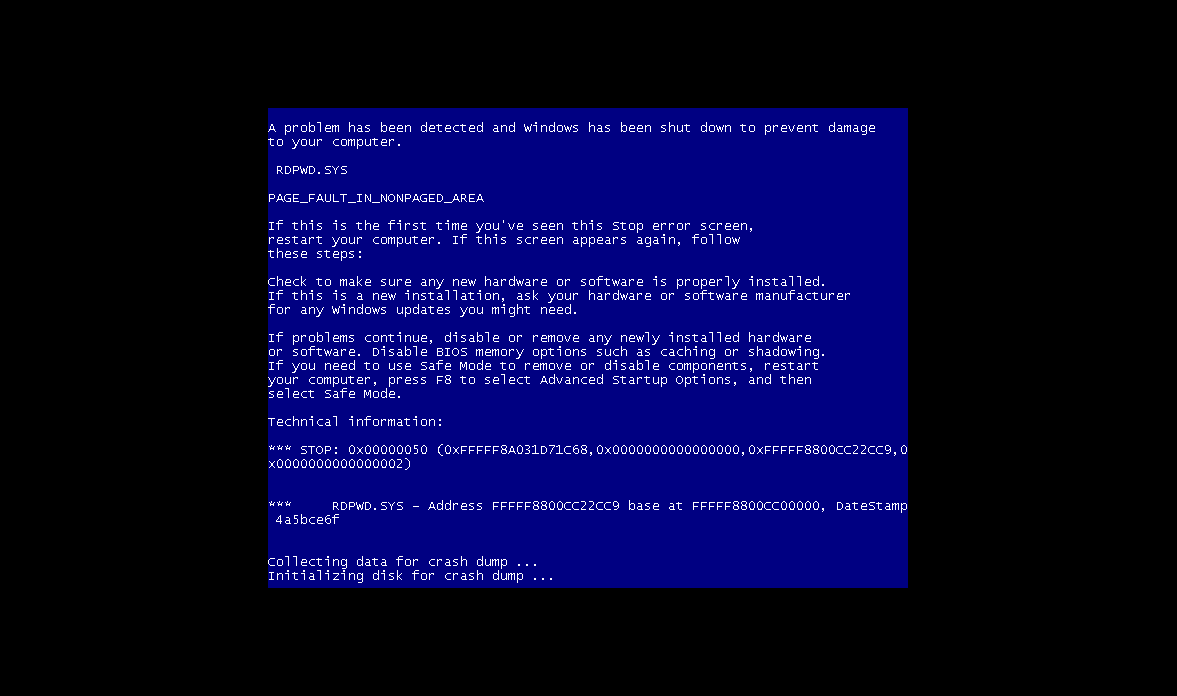 A problem has been detected and Windows has been shut down to prevent damage
to your computer.
RDPWD.SYS
PAGE_FAULT_IN_NONPAGED_AREA
If this is the first time you've seen this Stop error screen,
restart your computer. If this screen appears again, follow
these steps:
Check to make sure any new hardware or software is properly installed.
If this is a new installation, ask your hardware or software manufacturer
for any Windows updates you might need.
If problems continue, disable or remove any newly installed hardware
or software. Disable BIOS memory options such as caching or shadowing.
If you need to use Safe Mode to remove or disable components, restart
your computer, press F8 to select Advanced Startup Options, and then
select Safe Mode.
Technical information:
*** STOP: 0x00000050 (0xFFFFF8A031D71C68,0x0000000000000000,0xFFFFF8800CC22CC9,0
x0000000000000002)
***     RDPWD.SYS - Address FFFFF8800CC22CC9 base at FFFFF8800CC00000, DateStamp
4a5bce6f
Collecting data for crash dump ...
Initializing disk for crash dump ...